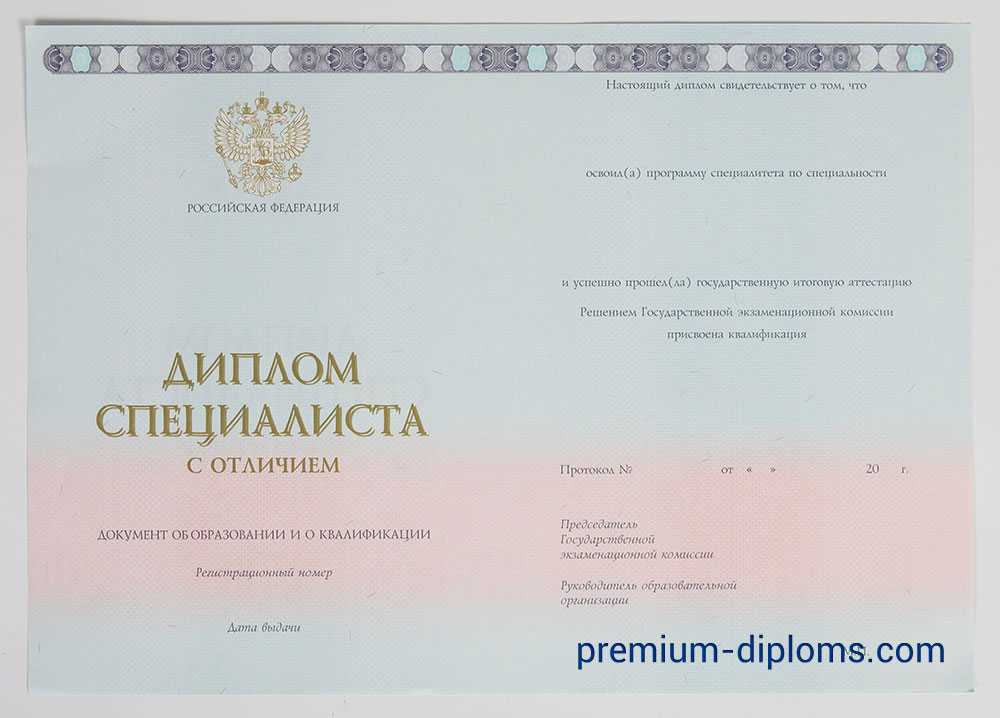 РОССИЙСКАЯ ФЕДЕРАЦИЯ
ДИПЛОМ
СПЕЦИАЛИСТА
С ОТЛИЧИЕМ
ДОКУМЕНТ ОБ ОБРАЗОВАНИИ И О КВАЛИФИКАЦИИ
Регистрационный номер
Дата выдачи
Настоящий диплом свидетельствует о том, что
освоил(а) программу специалитета по специальности
и успешно прошел(ла) государственную итоговую аттестацию
Решением Государственной экзаменационной комиссии
присвоена квалификация
Протокол № от « » 20 г.
Председатель
Государственной
экзаменационной комиссии
Руководитель образовательной
организации
premium-diploms.com